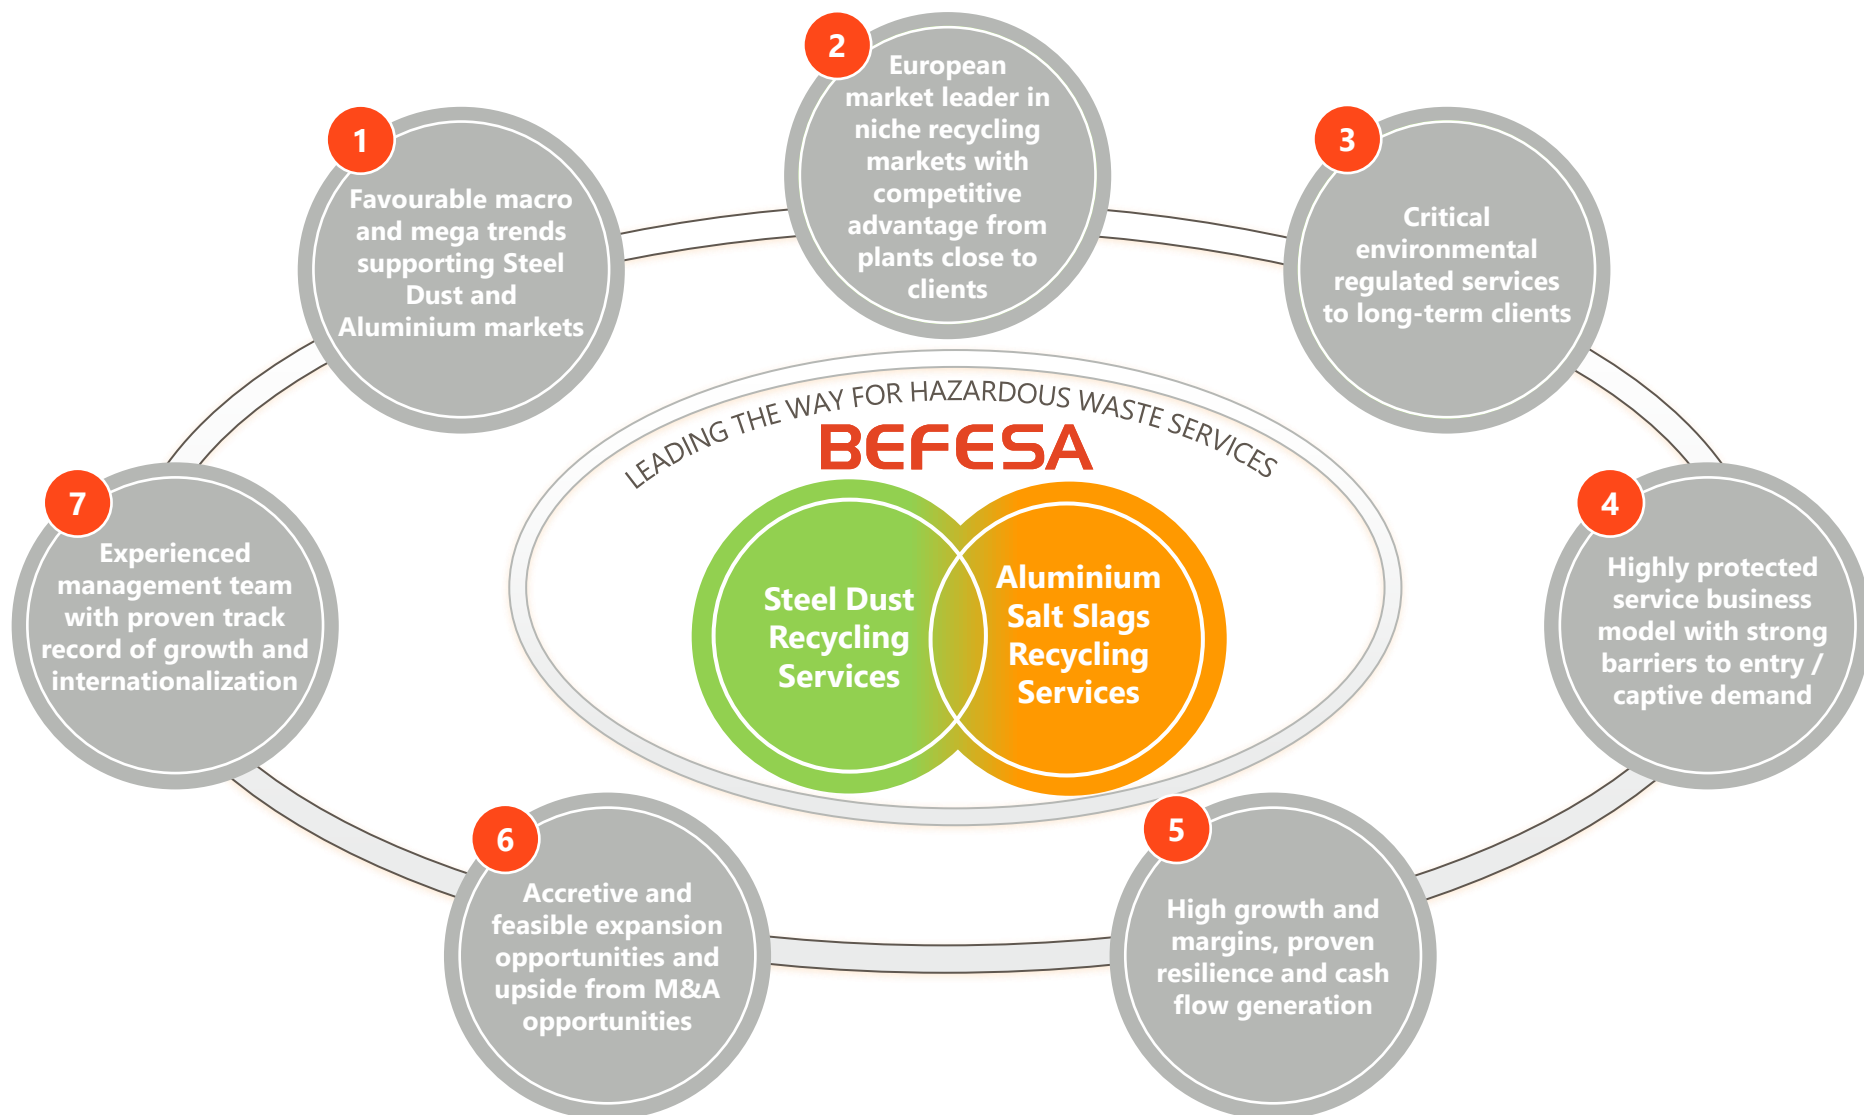 1
Favourable macro
and mega trends
supporting Steel
Dust and
Aluminium markets
2
European
market leader in
niche recycling
markets with
competitive
advantage from
plants close to
clients
3
Critical
environmental
regulated services
to long-term clients
4
Highly protected
service business
model with strong
barriers to entry /
captive demand
5
High growth and
margins, proven
resilience and cash
flow generation
6
Accretive and
feasible expansion
opportunities and
upside from M&A
opportunities
7
Experienced
management team
with proven track
record of growth and
internationalization
LEADING THE WAY FOR HAZARDOUS WASTE SERVICES
BEFESA
Steel Dust
Recycling
Services
Aluminium
Salt Slags
Recycling
Services